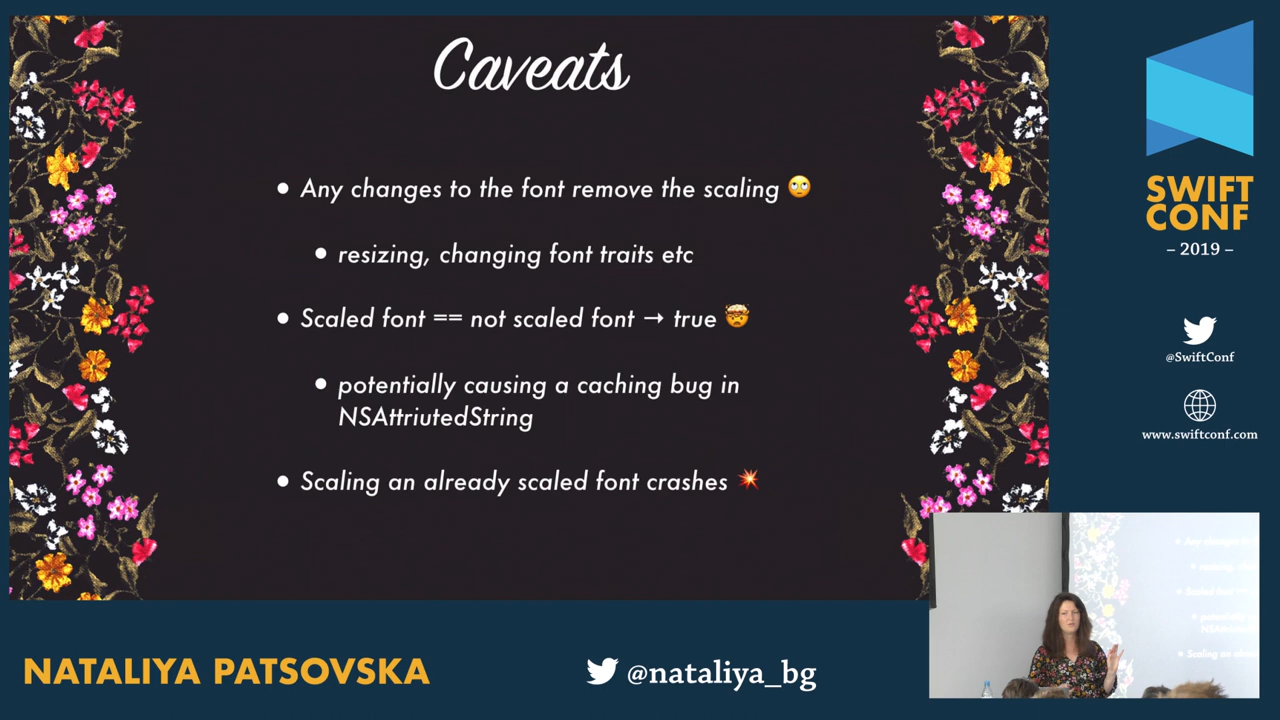 Caveats
• Any changes to the font remove the scaling 🙄
• resizing, changing font traits etc
• Scaled font == not scaled font → true 🤯
• potentially causing a caching bug in
NSAttriutedString
• Scaling an already scaled font crashes 💥
SWIFT
CONF
– 2019 –
@SwiftConf
www.swiftconf.com
NATALIYA PATSOVSKA
@nataliya_bg